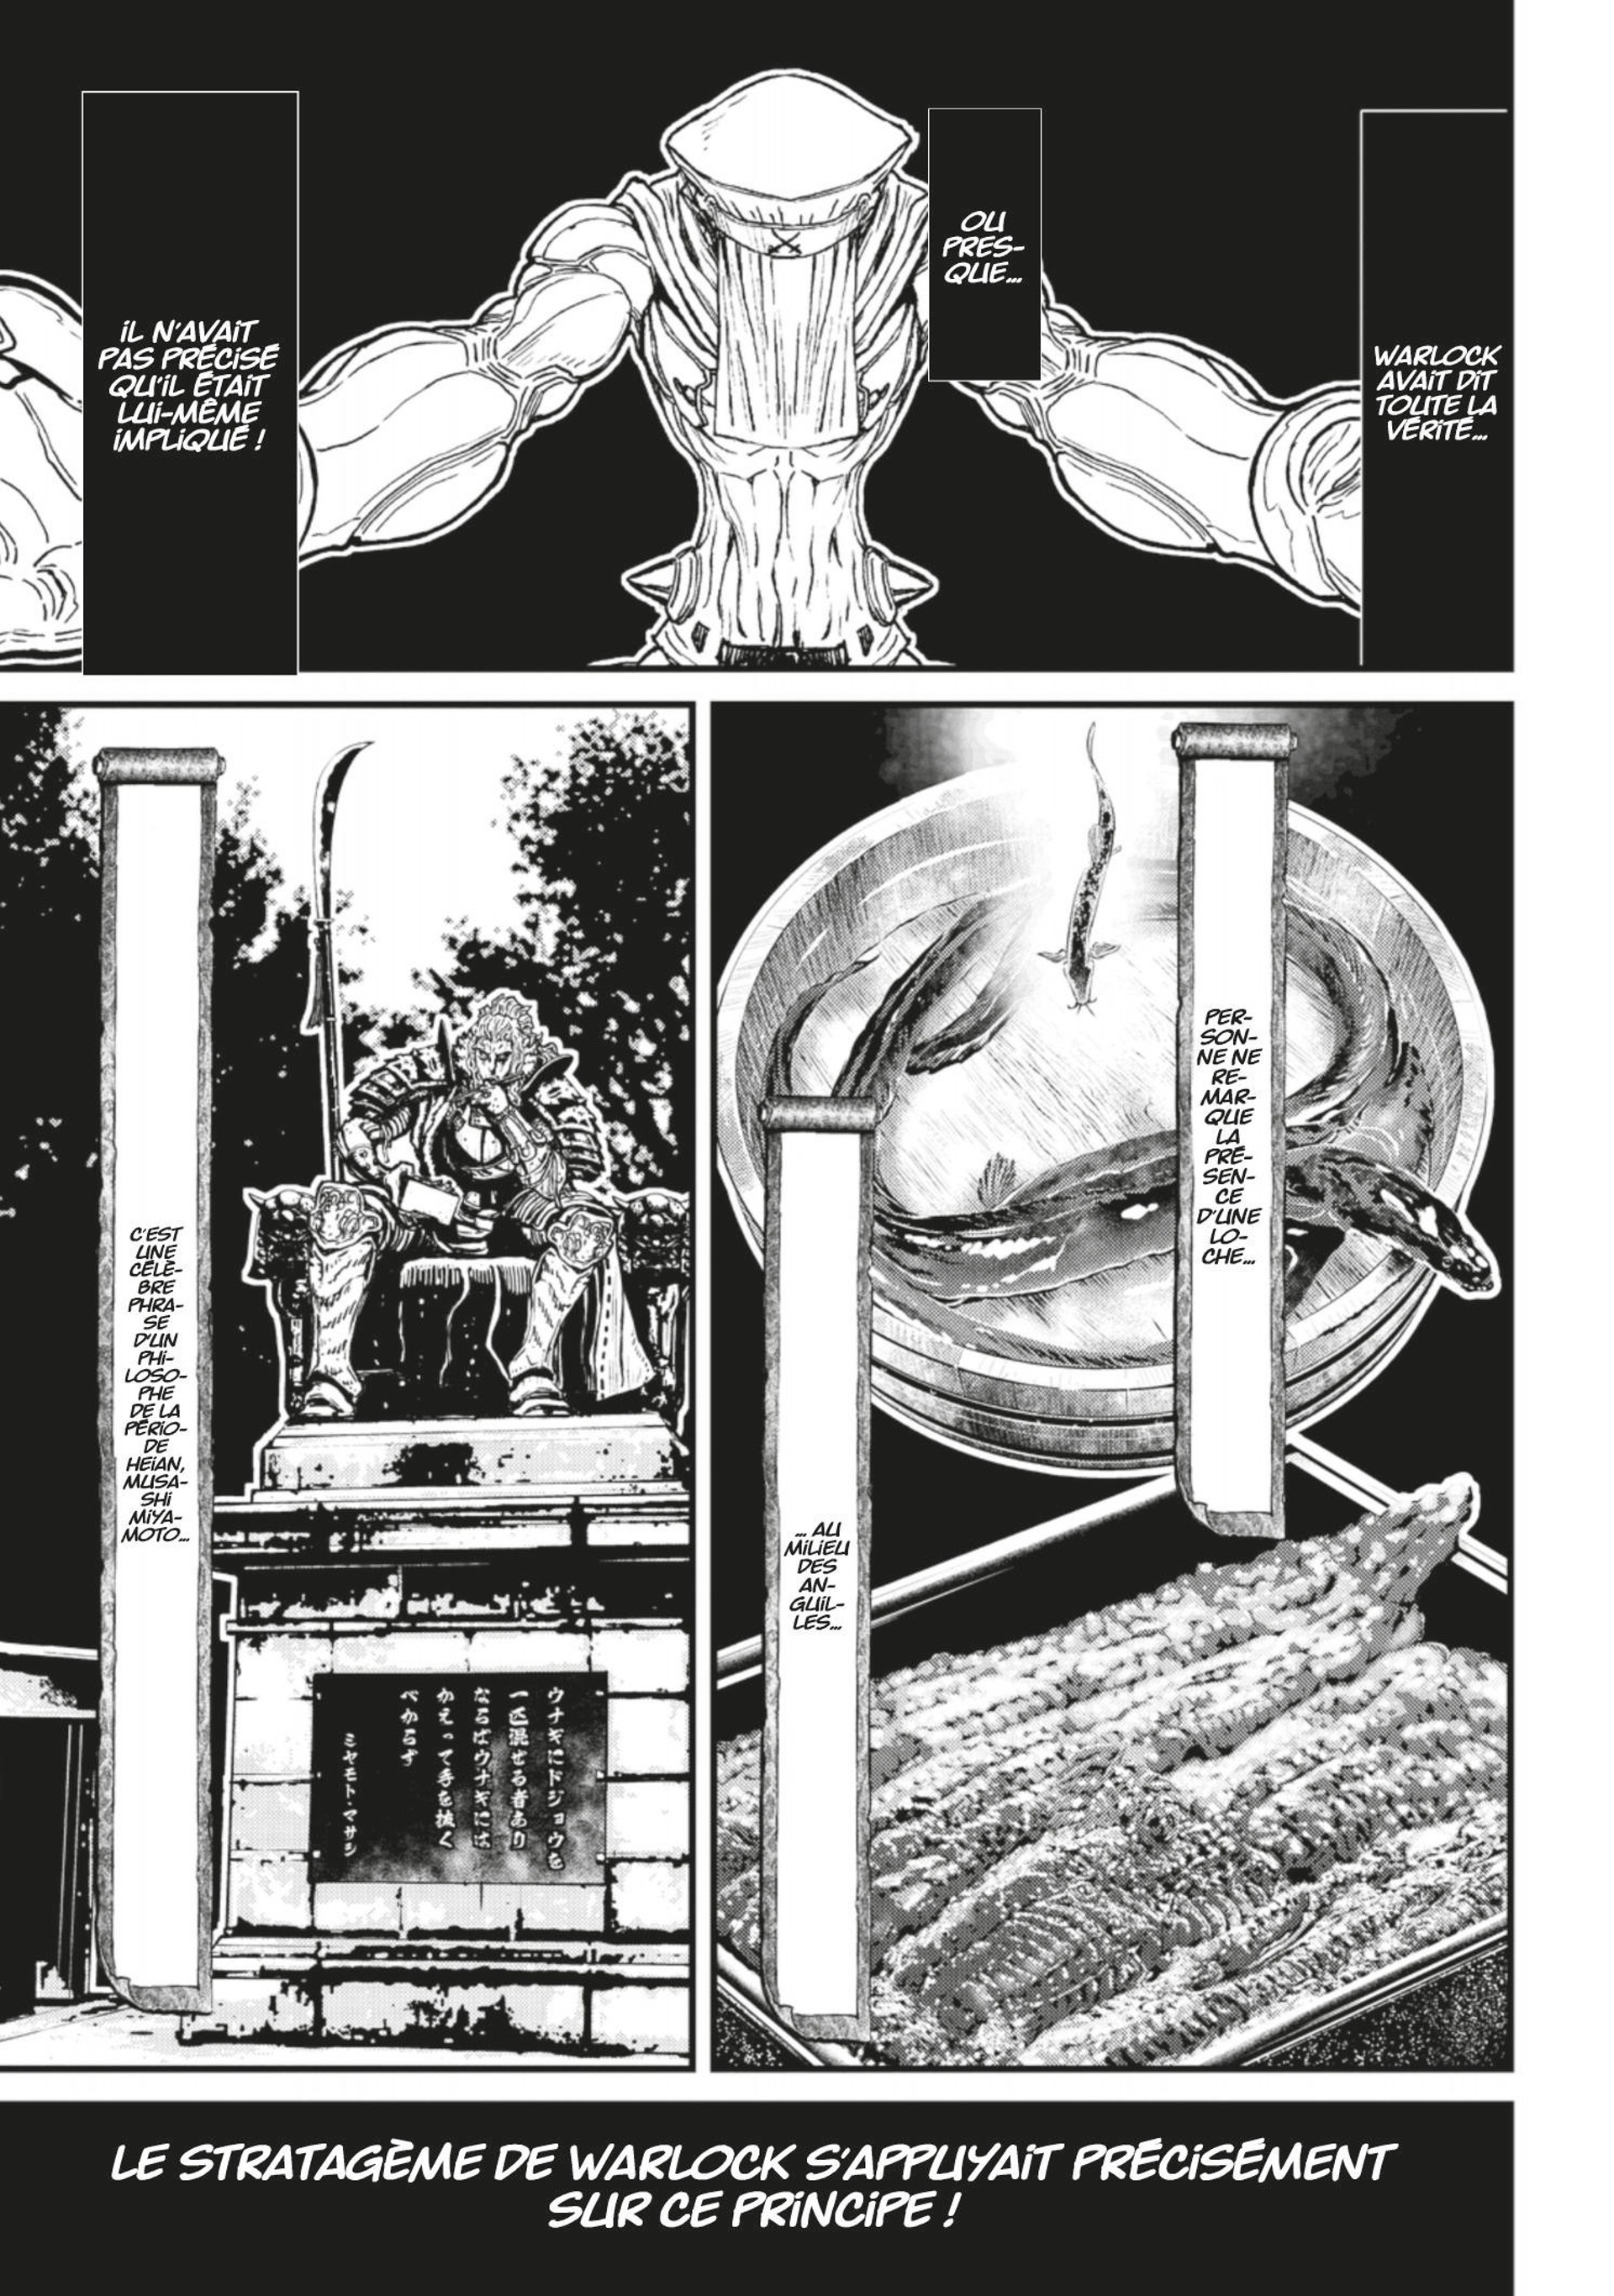 WARLOCK
AVAIT DIT
TOUTE LA
VÉRITÉ...
OU
PRES-
QUE...
IL N'AVAIT
PAS PRÉCISÉ
QU'IL ÉTAIT
LUI-MÊME
IMPLIQUÉ !
PER-
SON-
NE NE
RE-
MAR-
QUE
LA
PRÉ-
SEN-
CE
D'UNE
LO-
CHE...
... AU
MILIEU
DES
AN-
GUIL-
LES...
C'EST
UNE
CÉLÈ-
BRE
PHRA-
SE
D'UN
PHI-
LOSO-
PHE
DE LA
PÉRIO-
DE
HEIAN,
MUSA-
SHI
MIYA-
MOTO...
ウナギにドジョウを
一匹混ぜる者あり
ならばウナギには
かえって手を抜く
べからず
ミヤモト・マサシ
LE STRATAGÈME DE WARLOCK S'APPUYAIT PRÉCISÉMENT
SUR CE PRINCIPE !